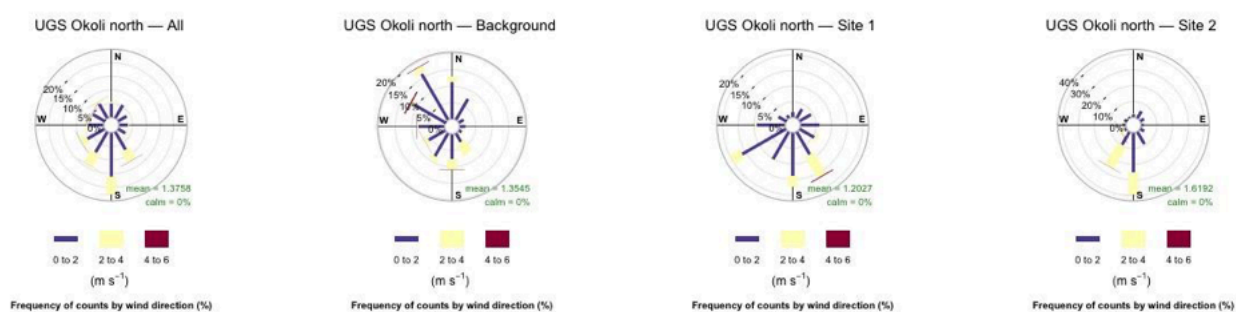 UGS Okoli north — All
N
20%
15%
10%
5%
0%
W
E
S
mean = 1.3758
calm = 0%
0 to 2 2 to 4 4 to 6
(m s⁻¹)
Frequency of counts by wind direction (%)
UGS Okoli north — Background
N
20%
15%
10%
5%
0%
W
E
S
mean = 1.3545
calm = 0%
0 to 2 2 to 4 4 to 6
(m s⁻¹)
Frequency of counts by wind direction (%)
UGS Okoli north — Site 1
N
20%
15%
10%
5%
0%
W
E
S
mean = 1.2027
calm = 0%
0 to 2 2 to 4 4 to 6
(m s⁻¹)
Frequency of counts by wind direction (%)
UGS Okoli north — Site 2
N
40%
30%
20%
10%
0%
W
E
S
mean = 1.6192
calm = 0%
0 to 2 2 to 4 4 to 6
(m s⁻¹)
Frequency of counts by wind direction (%)